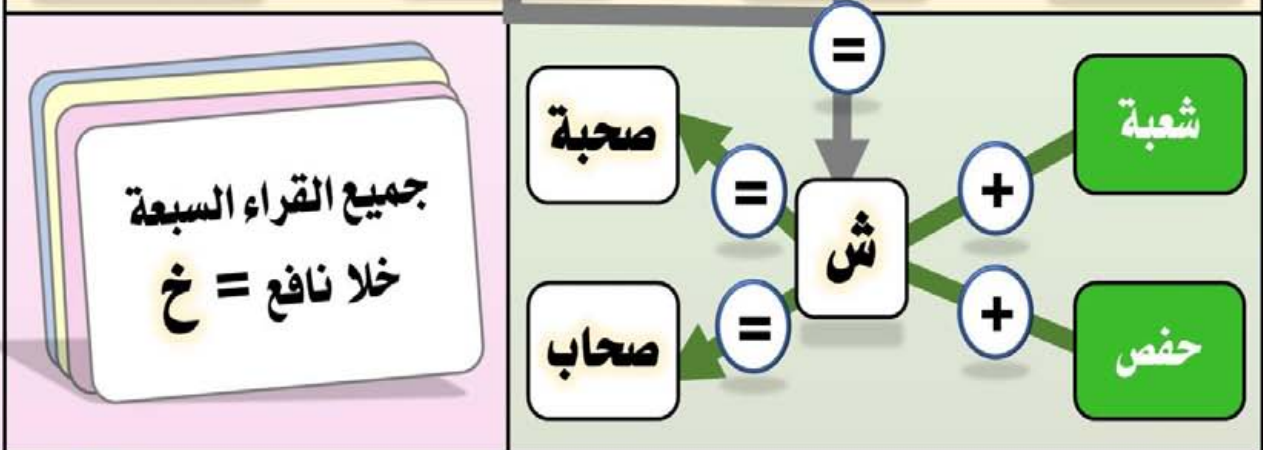 =
شعبة
+
ش
=
صحبة
حفص
+
=
صحاب
جميع القراء السبعة
خلا نافع = خ